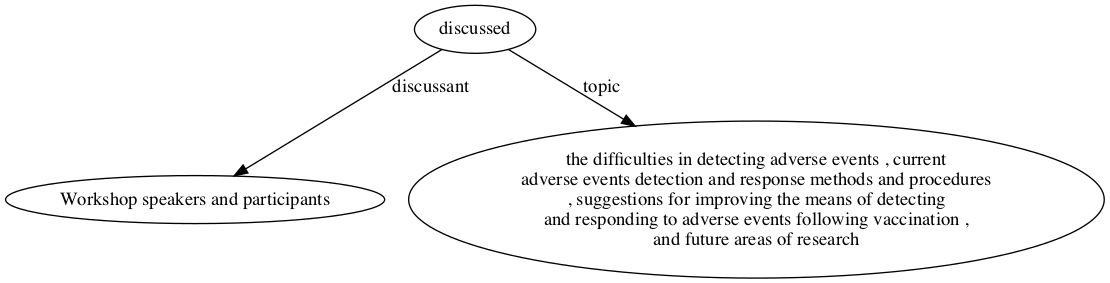 discussed
discussant
topic
Workshop speakers and participants
the difficulties in detecting adverse events , current
adverse events detection and response methods and procedures
, suggestions for improving the means of detecting
and responding to adverse events following vaccination ,
and future areas of research